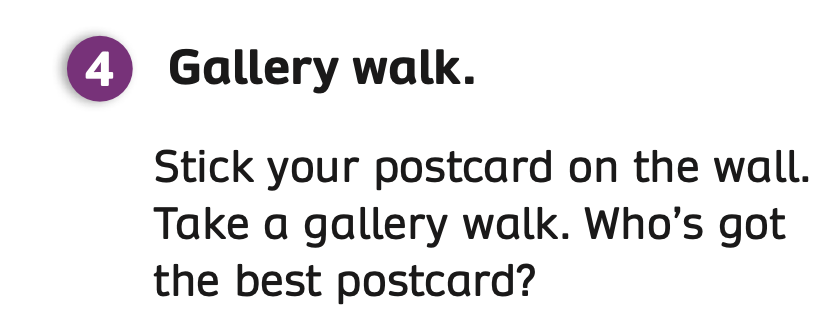 4 Gallery walk.
Stick your postcard on the wall.
Take a gallery walk. Who's got
the best postcard?